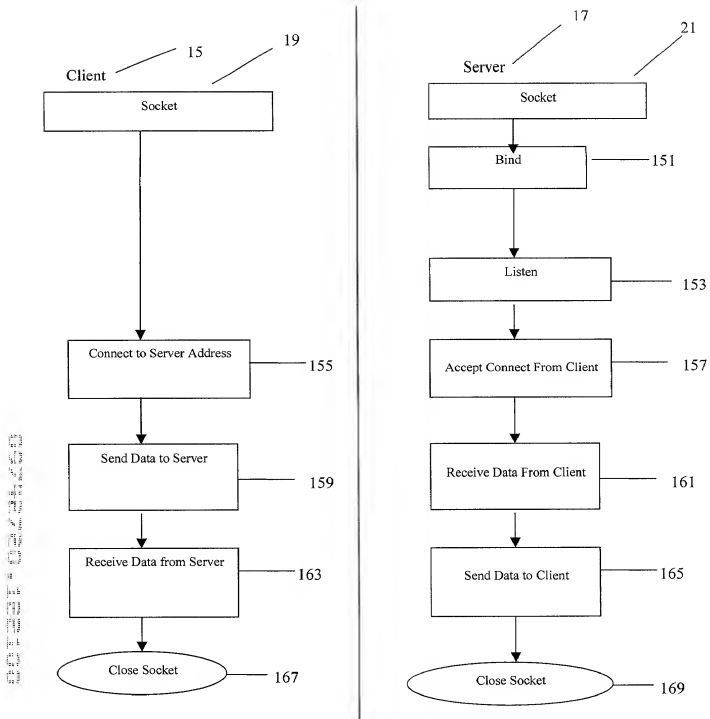 Client
15
19
Socket
Connect to Server Address
155
Send Data to Server
159
Receive Data from Server
163
Close Socket
167
Server
17
21
Socket
Bind
151
Listen
153
Accept Connect From Client
157
Receive Data From Client
161
Send Data to Client
165
Close Socket
169